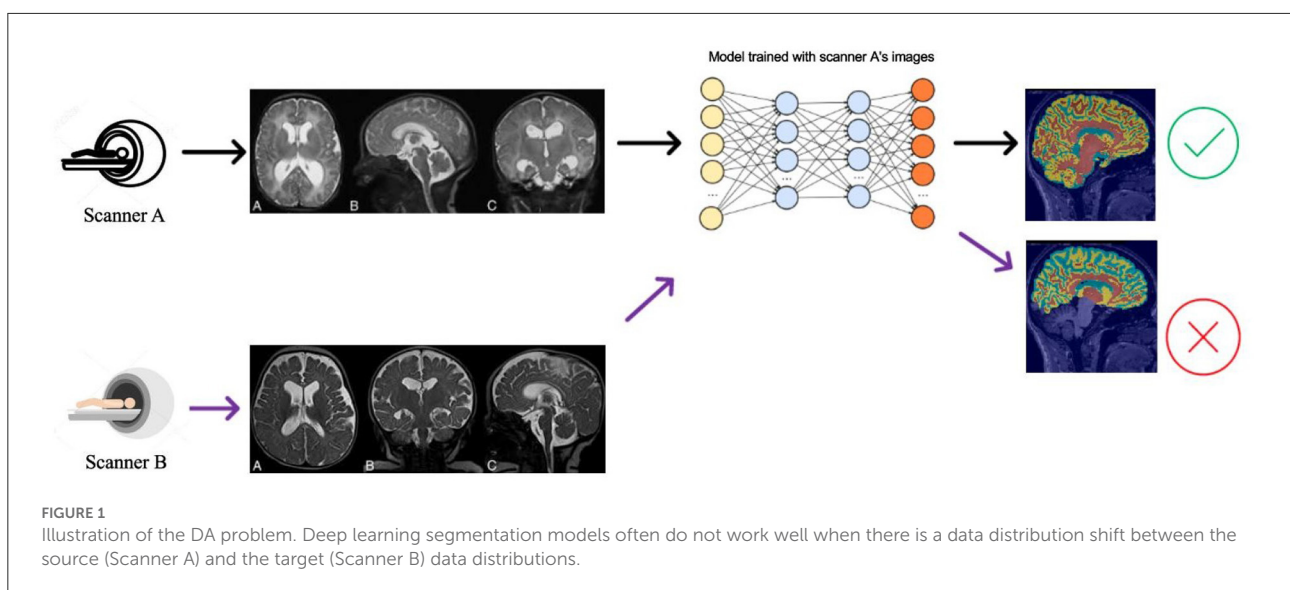 Model trained with scanner A's images
Scanner A
A
B
C
...
...
...
...
Scanner B
A
B
C
FIGURE 1
Illustration of the DA problem. Deep learning segmentation models often do not work well when there is a data distribution shift between the
source (Scanner A) and the target (Scanner B) data distributions.